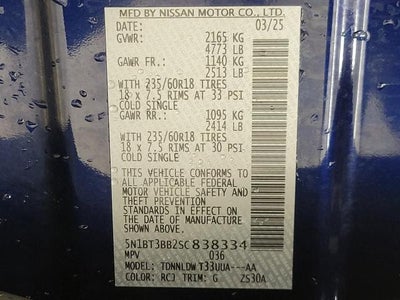 MFD BY NISSAN MOTOR CO., LTD.
DATE: 03/25
GVWR: 2165 KG
4773 LB
GAWR FR.: 1140 KG
2513 LB
WITH 235/60R18 TIRES
18 x 7.5 RIMS AT 33 PSI
COLD SINGLE
GAWR RR.: 1095 KG
2414 LB
WITH 235/60R18 TIRES
18 x 7.5 RIMS AT 30 PSI
COLD SINGLE
THIS VEHICLE CONFORMS TO
ALL APPLICABLE FEDERAL
MOTOR VEHICLE SAFETY AND
THEFT PREVENTION
STANDARDS IN EFFECT ON
THE DATE OF MANUFACTURE
SHOWN ABOVE.
5N1BT3BB2SC838334
MPV 036
MODEL: TDNNLDW T33UUA---AA
COLOR: RCJ TRIM: G 2S30A